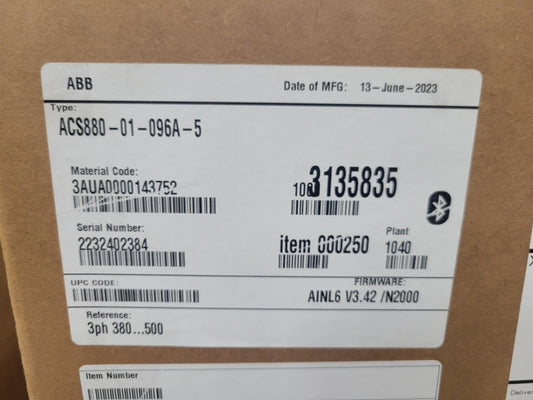 ABB
Date of MFG: 13-June-2023
Type:
ACS880-01-096A-5
Material Code:
3AUA0000143752
3135835
Serial Number:
2232402384
item 000250
Plant
1040
UPC CODE:
FIRMWARE:
AINL6 V3.42 /N2000
Reference:
3ph 380...500
Item Number